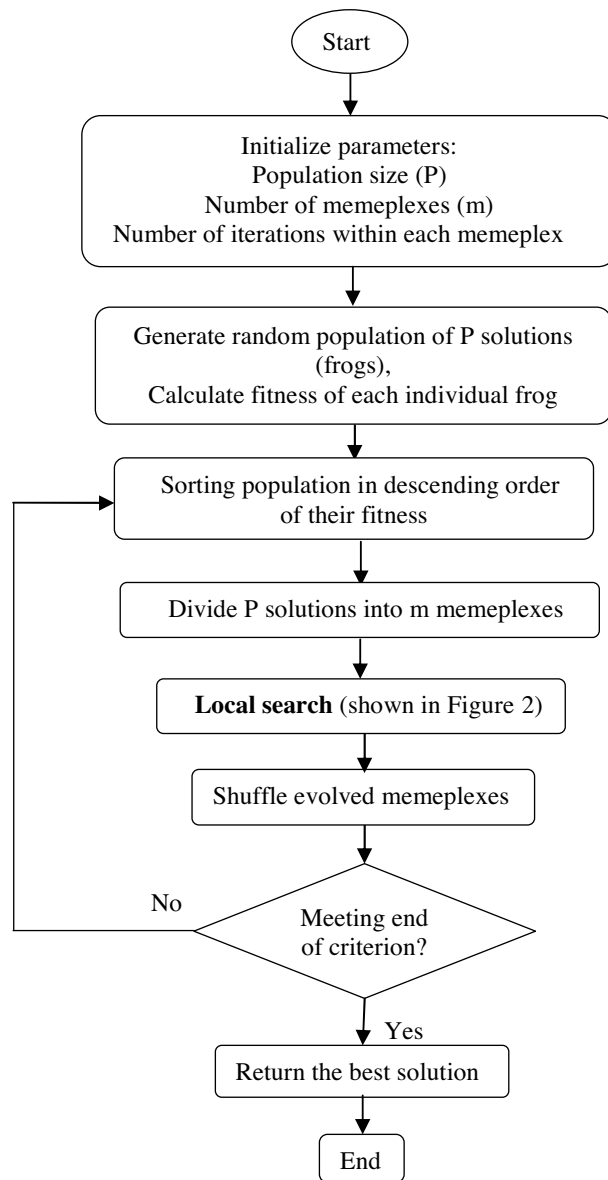 Start
Initialize parameters:
Population size (P)
Number of memeplexes (m)
Number of iterations within each memeplex
Generate random population of P solutions
(frogs),
Calculate fitness of each individual frog
Sorting population in descending order
of their fitness
Divide P solutions into m memeplexes
Local search (shown in Figure 2)
Shuffle evolved memeplexes
No
Meeting end
of criterion?
Yes
Return the best solution
End